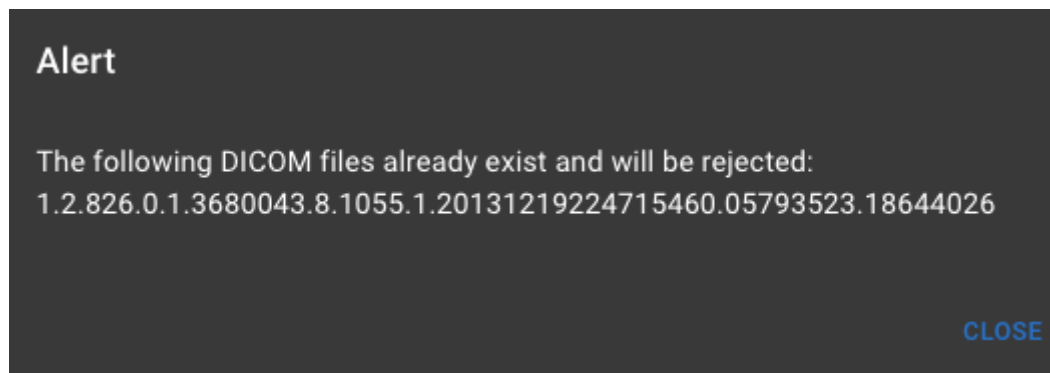 Alert
The following DICOM files already exist and will be rejected:
1.2.826.0.1.3680043.8.1055.1.20131219224715460.05793523.18644026
CLOSE